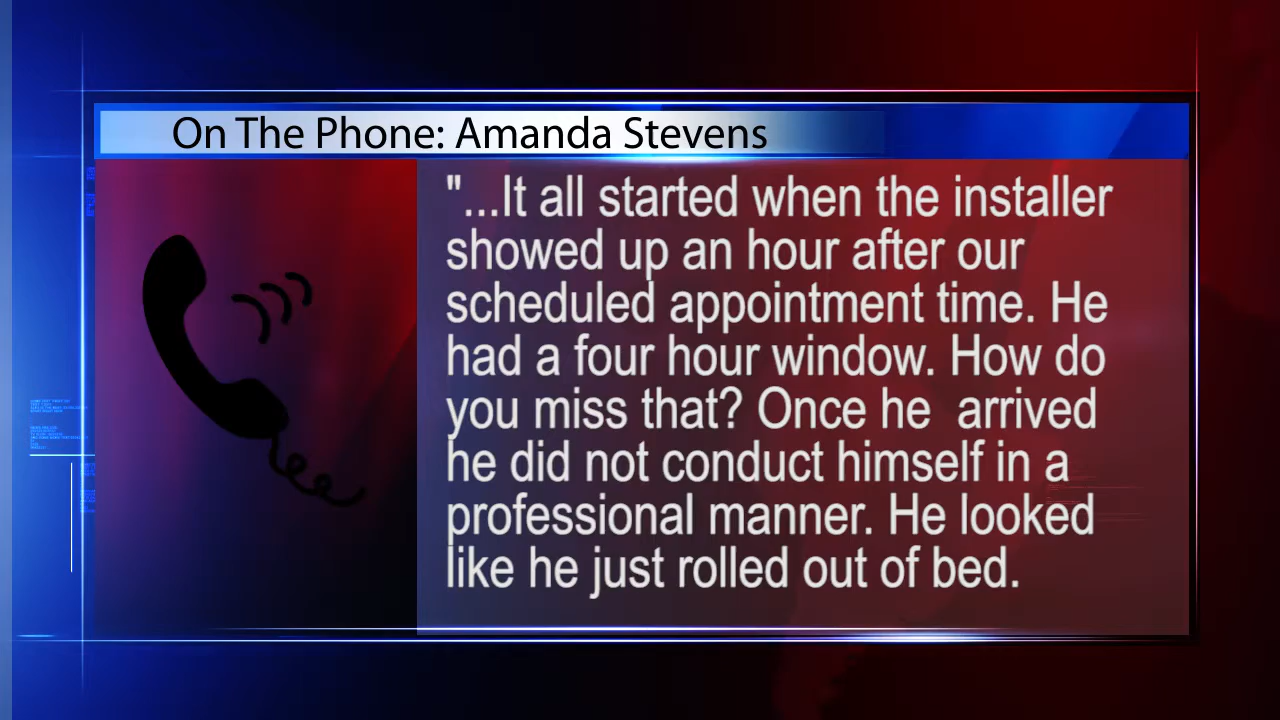 On The Phone: Amanda Stevens
"...It all started when the installer
showed up an hour after our
scheduled appointment time. He
had a four hour window. How do
you miss that? Once he  arrived
he did not conduct himself in a
professional manner. He looked
like he just rolled out of bed.